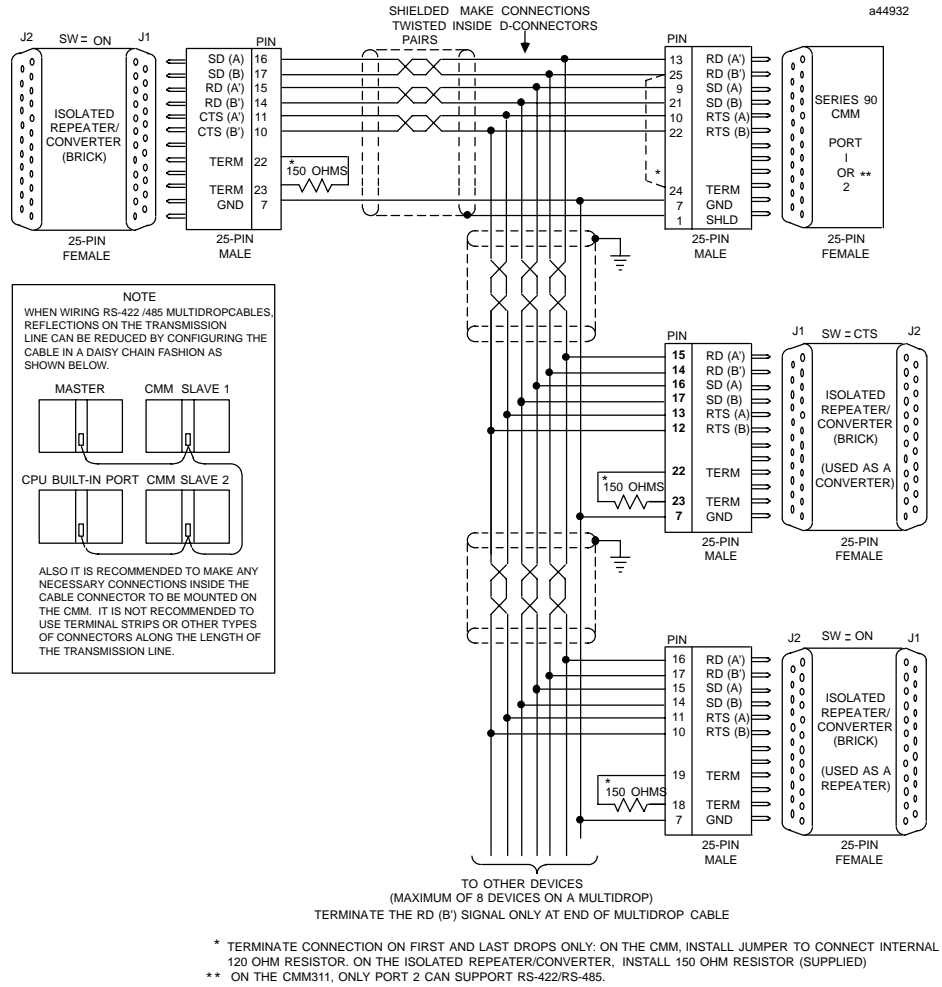 SHIELDED MAKE CONNECTIONS
TWISTED INSIDE D-CONNECTORS
PAIRS
a44932
J2
SW = ON
J1
PIN
ISOLATED
REPEATER/
CONVERTER
(BRICK)
25-PIN
FEMALE
SD (A) 16
SD (B) 17
RD (A') 15
RD (B') 14
CTS (A') 11
CTS (B') 10
TERM 22
TERM 23
GND 7
*
150 OHMS
25-PIN
MALE
PIN
13 RD (A')
25 RD (B')
9 SD (A)
21 SD (B)
10 RTS (A)
22 RTS (B)
*
24 TERM
7 GND
1 SHLD
25-PIN
MALE
SERIES 90
CMM
PORT
I
OR **
2
25-PIN
FEMALE
NOTE
WHEN WIRING RS-422 /485 MULTIDROPCABLES,
REFLECTIONS ON THE TRANSMISSION
LINE CAN BE REDUCED BY CONFIGURING THE
CABLE IN A DAISY CHAIN FASHION AS
SHOWN BELOW.
MASTER CMM SLAVE 1
CPU BUILT-IN PORT CMM SLAVE 2
ALSO IT IS RECOMMENDED TO MAKE ANY
NECESSARY CONNECTIONS INSIDE THE
CABLE CONNECTOR TO BE MOUNTED ON
THE CMM. IT IS NOT RECOMMENDED TO
USE TERMINAL STRIPS OR OTHER TYPES
OF CONNECTORS ALONG THE LENGTH OF
THE TRANSMISSION LINE.
PIN
15 RD (A')
14 RD (B')
16 SD (A)
17 SD (B)
13 RTS (A)
12 RTS (B)
22 TERM
*
150 OHMS
23 TERM
7 GND
25-PIN
MALE
J1
SW = CTS
J2
ISOLATED
REPEATER/
CONVERTER
(BRICK)
(USED AS A
CONVERTER)
25-PIN
FEMALE
PIN
16 RD (A')
17 RD (B')
15 SD (A)
14 SD (B)
11 RTS (A)
10 RTS (B)
19 TERM
*
150 OHMS
18 TERM
7 GND
25-PIN
MALE
J2
SW = ON
J1
ISOLATED
REPEATER/
CONVERTER
(BRICK)
(USED AS A
REPEATER)
25-PIN
FEMALE
TO OTHER DEVICES
(MAXIMUM OF 8 DEVICES ON A MULTIDROP)
TERMINATE THE RD (B') SIGNAL ONLY AT END OF MULTIDROP CABLE
* TERMINATE CONNECTION ON FIRST AND LAST DROPS ONLY: ON THE CMM, INSTALL JUMPER TO CONNECT INTERNAL
120 OHM RESISTOR. ON THE ISOLATED REPEATER/CONVERTER, INSTALL 150 OHM RESISTOR (SUPPLIED)
** ON THE CMM311, ONLY PORT 2 CAN SUPPORT RS-422/RS-485.